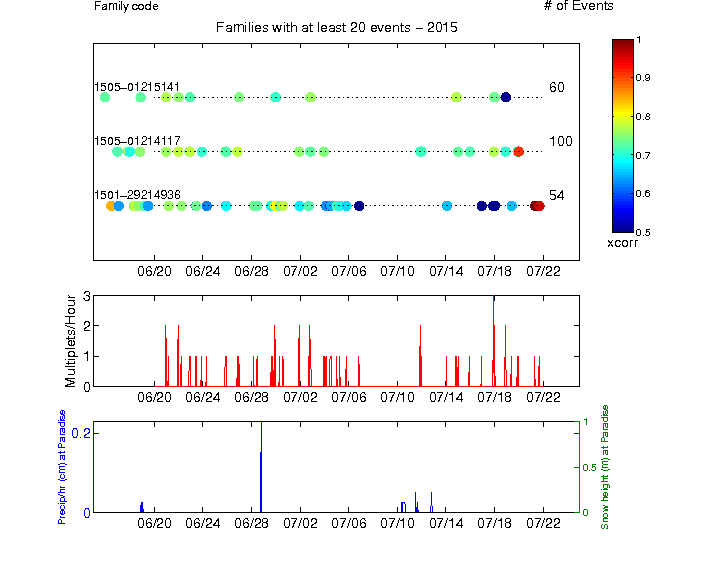 Family code # of Events
Families with at least 20 events – 2015
1505–01215141 60
1505–01214117 100
1501–29214936 54
06/20 06/24 06/28 07/02 07/06 07/10 07/14 07/18 07/22
1
0.9
0.8
0.7
0.6
0.5
xcorr
Multiplets/Hour
3
2
1
0
06/20 06/24 06/28 07/02 07/06 07/10 07/14 07/18 07/22
Precip/hr (cm) at Paradise
0.2
0
1
0.5
0
Snow height (m) at Paradise
06/20 06/24 06/28 07/02 07/06 07/10 07/14 07/18 07/22